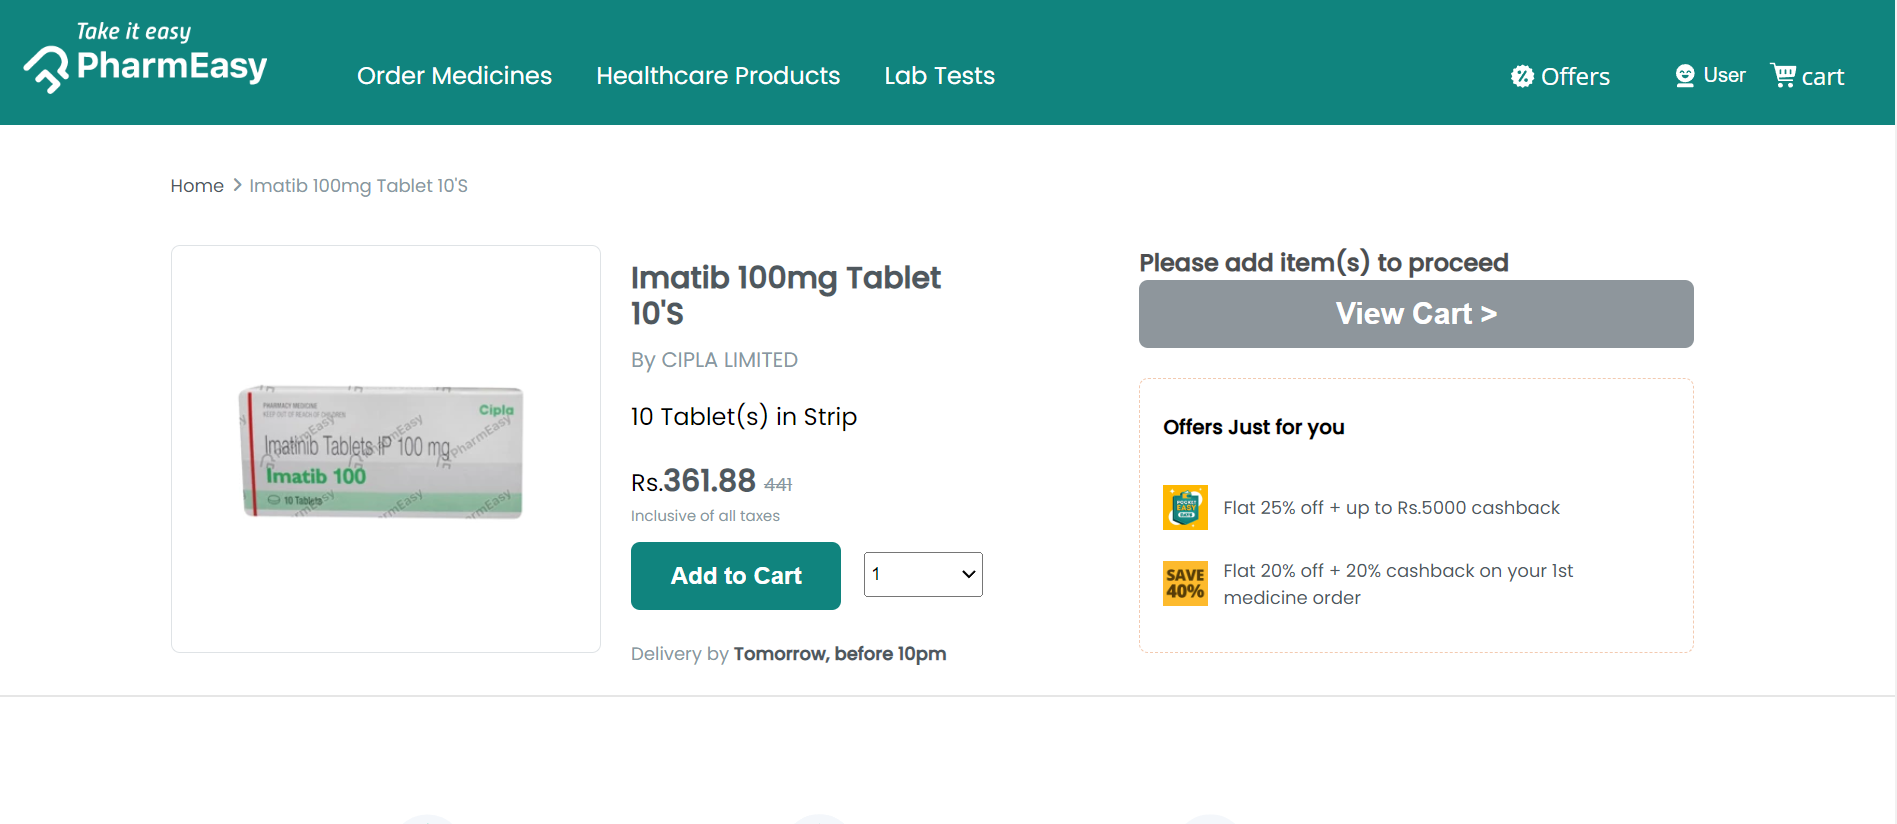 Take it easy
PharmEasy
Order Medicines
Healthcare Products
Lab Tests
Offers
User
cart
Home
Imatib 100mg Tablet 10'S
PHARMACY MEDICINE
KEEP OUT OF REACH OF CHILDREN
Cipla
Imatinib Tablets IP 100 mg
Imatib 100
10 Tablets
PharmEasy
PharmEasy
PharmEasy
Imatib 100mg Tablet
10'S
By CIPLA LIMITED
10 Tablet(s) in Strip
Rs.361.88 441
Inclusive of all taxes
Add to Cart
1
Delivery by Tomorrow, before 10pm
Please add item(s) to proceed
View Cart >
Offers Just for you
POCKET
EASY
Flat 25% off + up to Rs.5000 cashback
SAVE
40%
Flat 20% off + 20% cashback on your 1st
medicine order